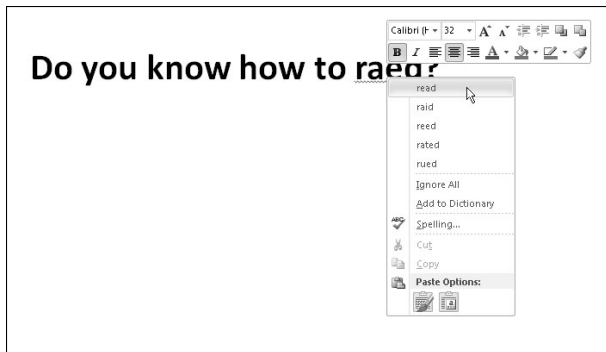 Calibri (H 32 A A
B I A
Do you know how to raed?
read
raid
reed
rated
rued
Ignore All
Add to Dictionary
ABC Spelling...
Cut
Copy
Paste Options:
a